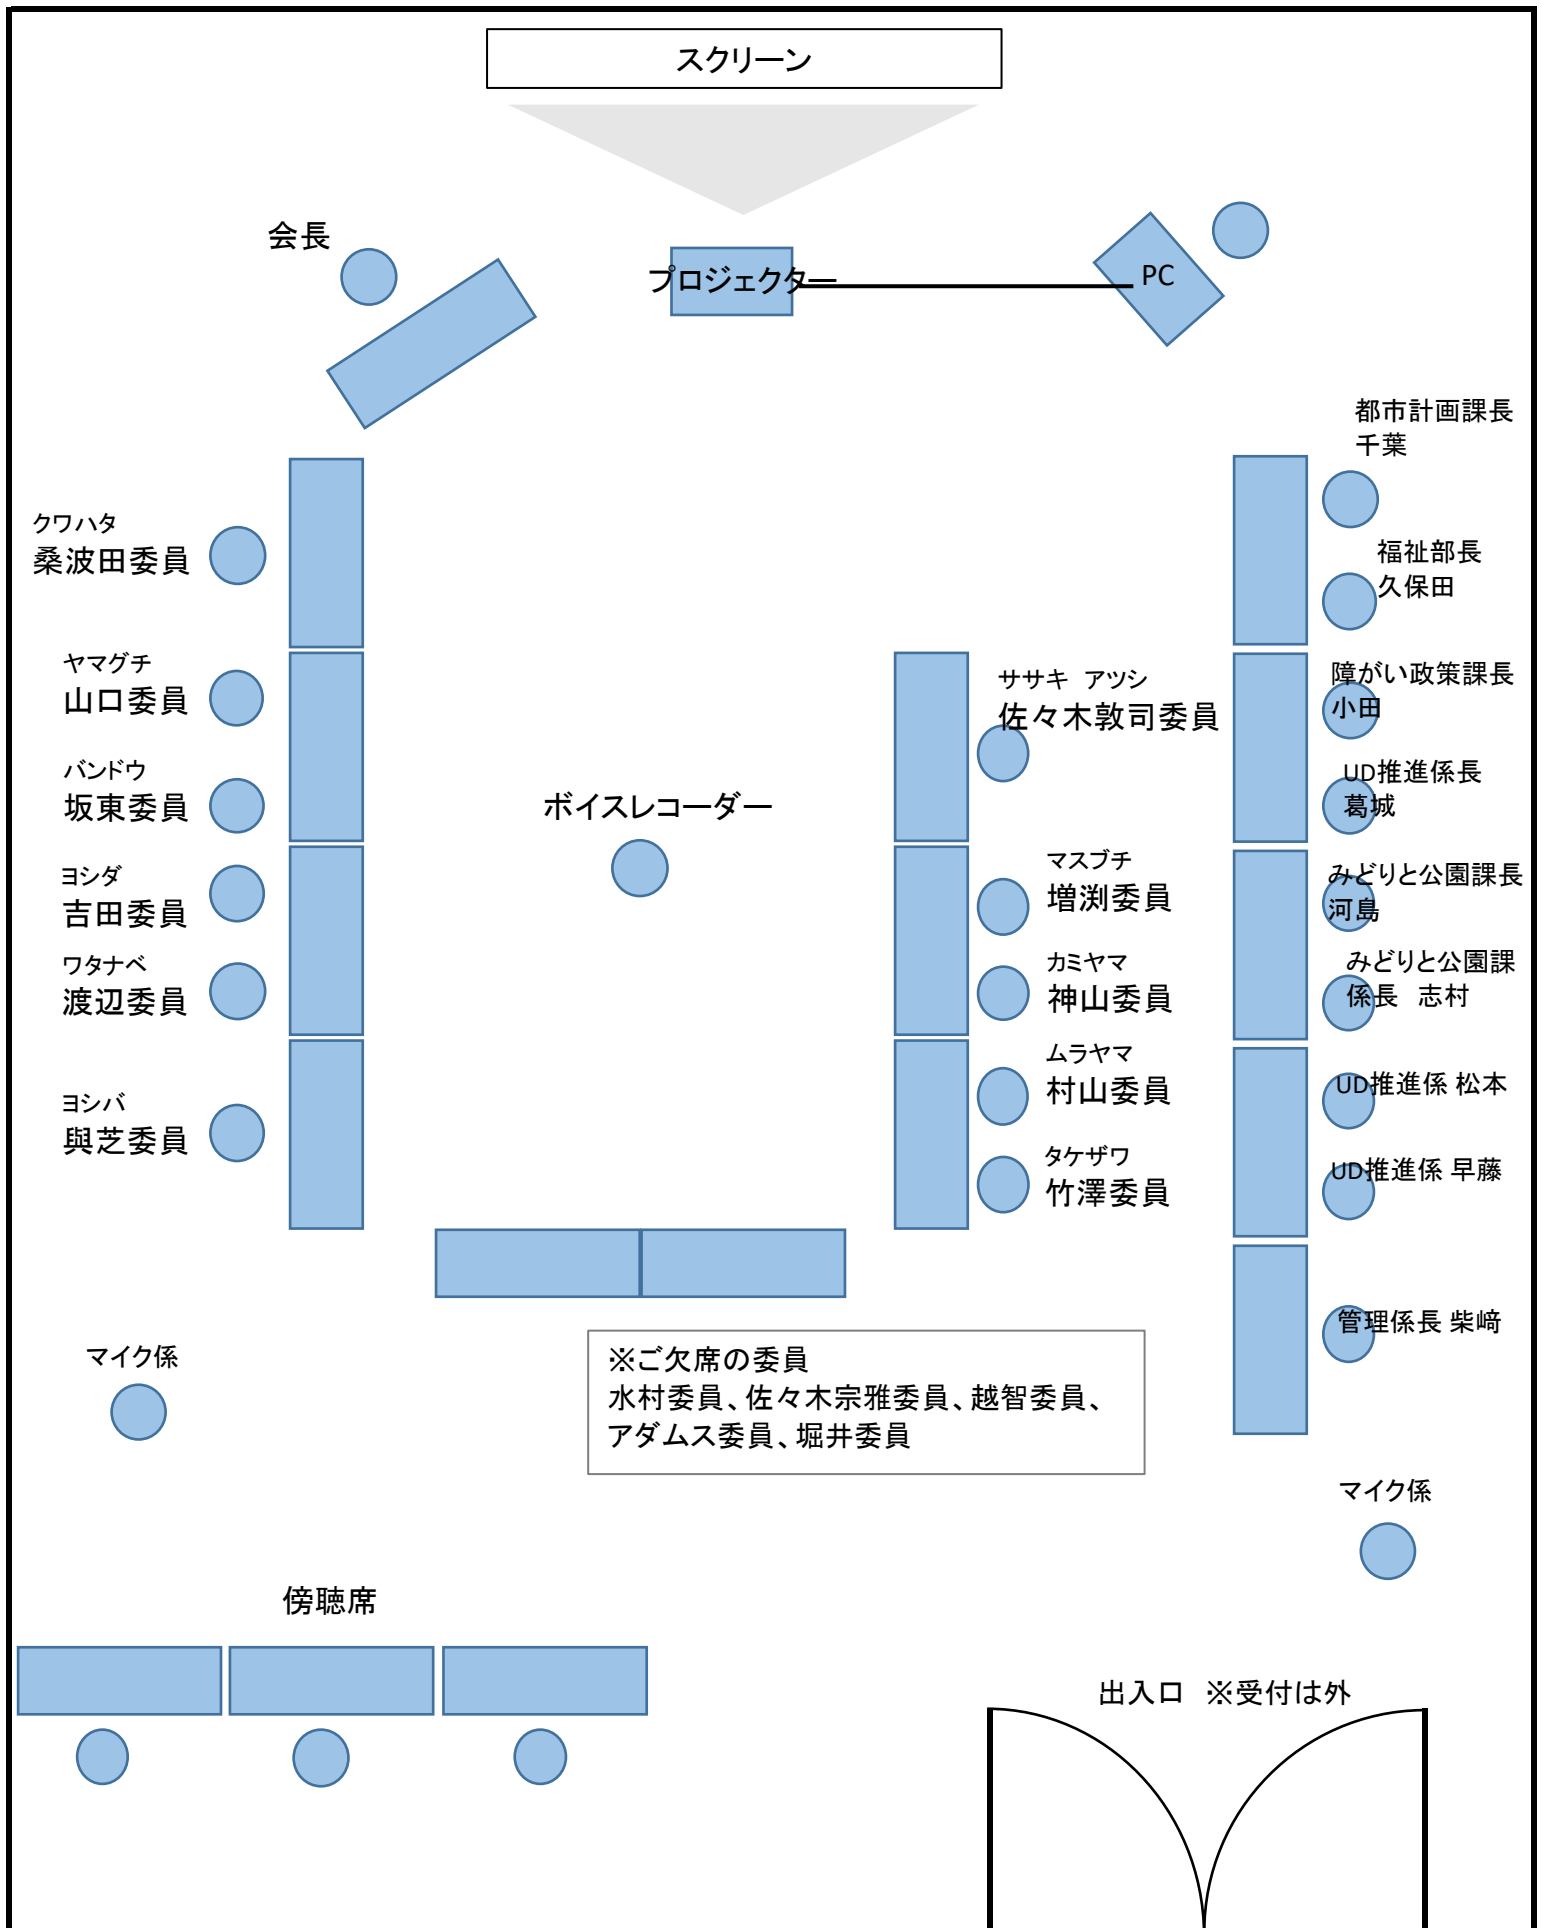 スクリーン
会長
プロジェクター
PC
都市計画課長
千葉
クワハタ
桑波田委員
福祉部長
久保田
ヤマグチ
山口委員
ササキ　アツシ
佐々木敦司委員
障がい政策課長
小田
バンドウ
坂東委員
ボイスレコーダー
UD推進係長
葛城
ヨシダ
吉田委員
マスブチ
増渕委員
みどりと公園課長
河島
ワタナベ
渡辺委員
カミヤマ
神山委員
みどりと公園課
係長　志村
ムラヤマ
村山委員
UD推進係 松本
ヨシバ
與芝委員
タケザワ
竹澤委員
UD推進係 早藤
管理係長 柴﨑
マイク係
※ご欠席の委員
水村委員、佐々木宗雅委員、越智委員、
アダムス委員、堀井委員
マイク係
傍聴席
出入口　※受付は外